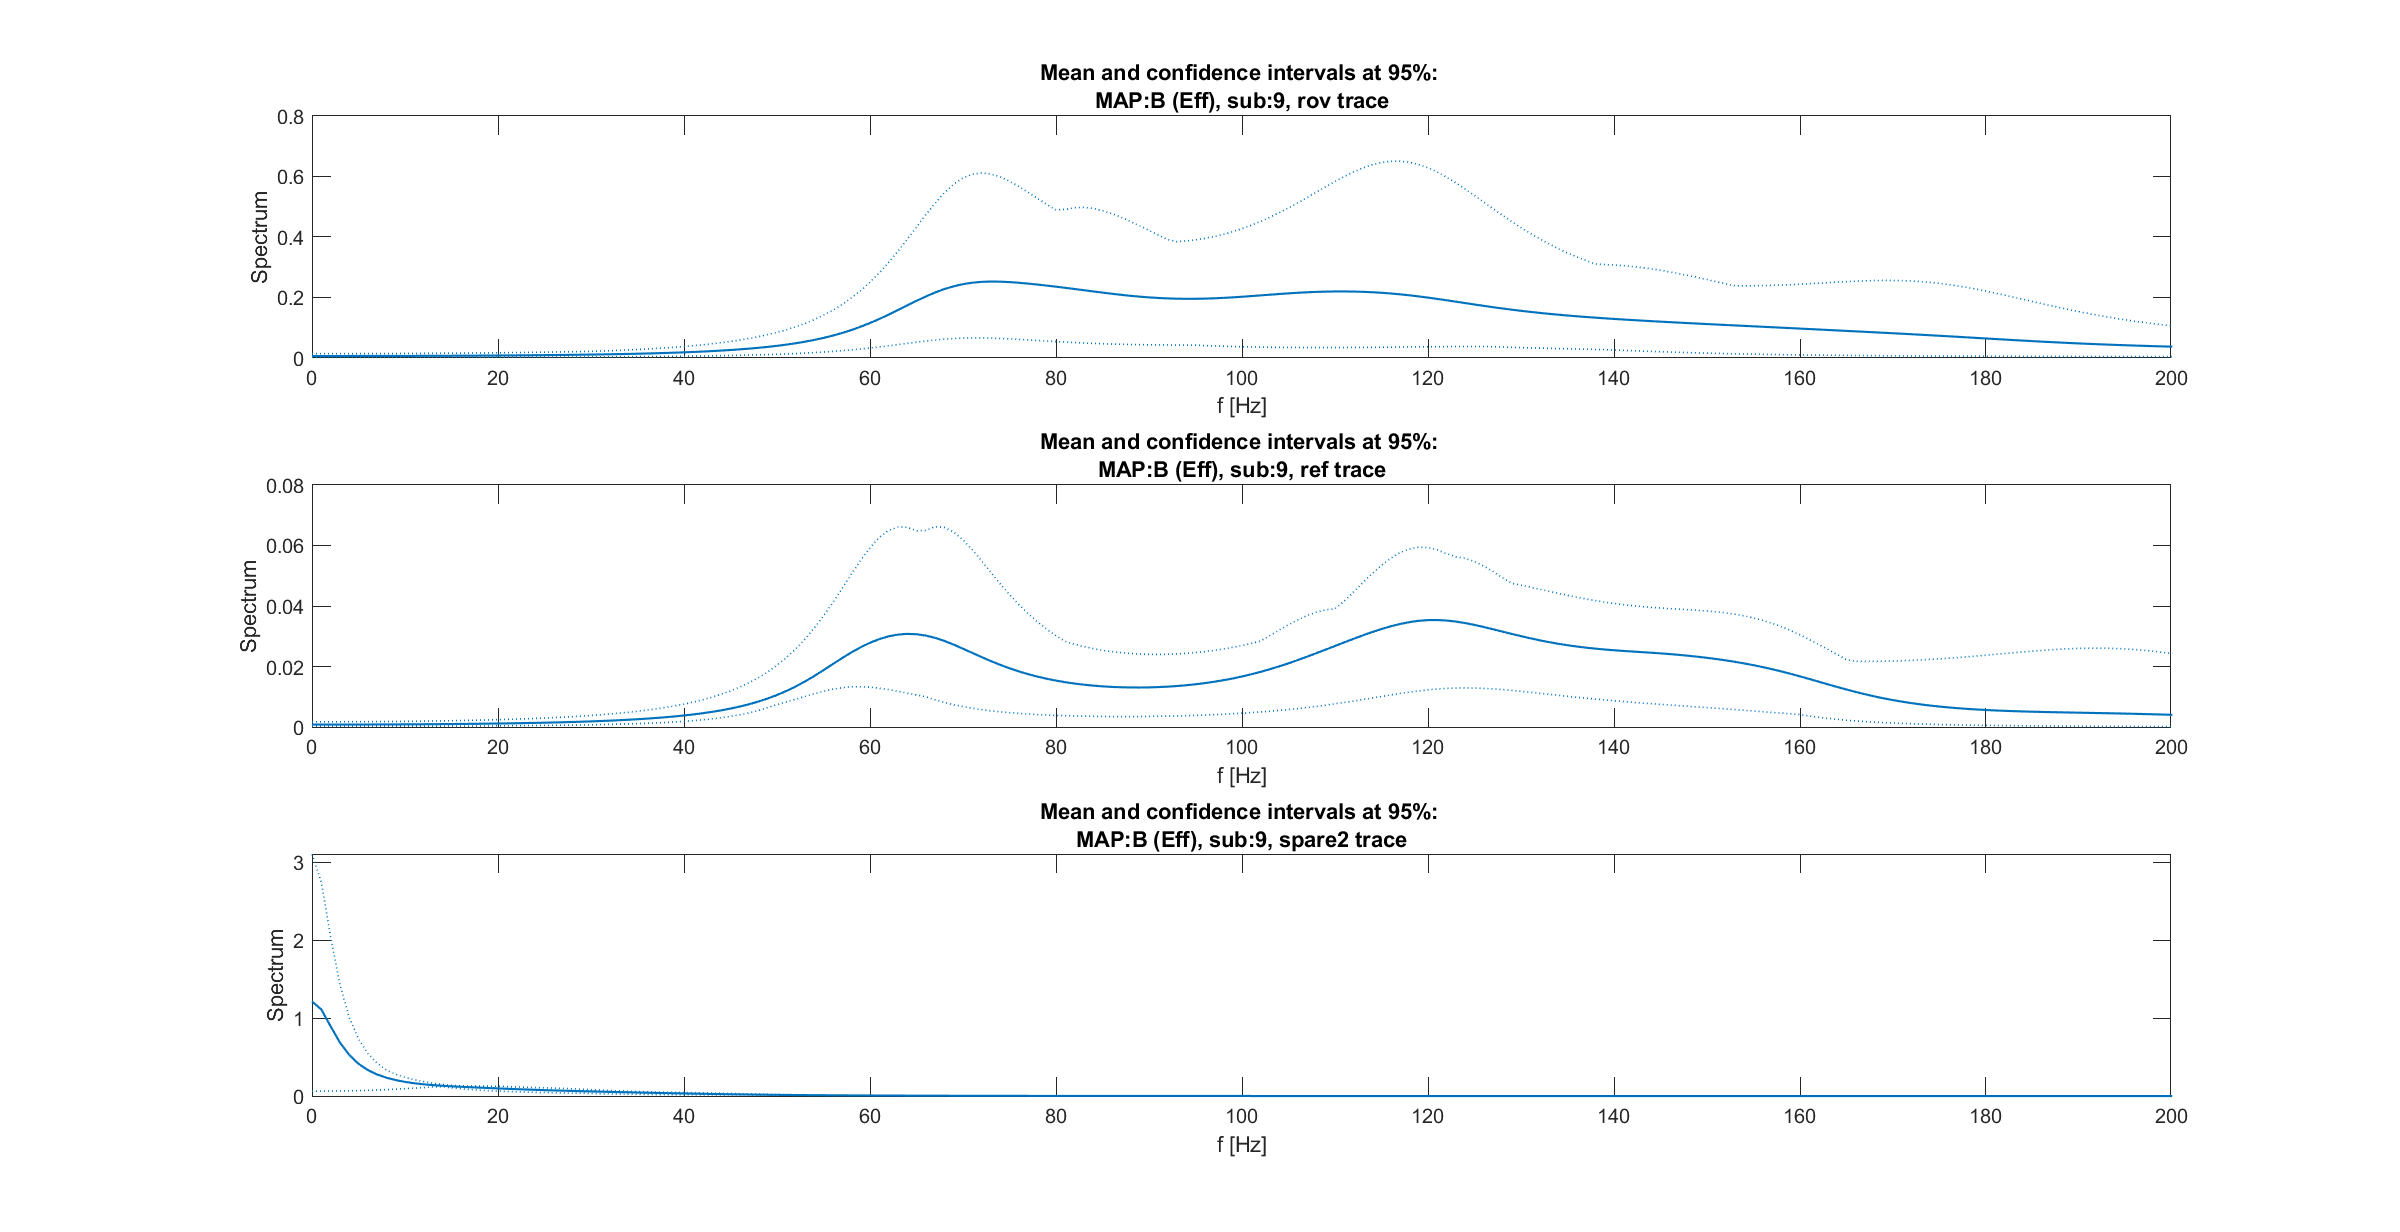 Mean and confidence intervals at 95%:
MAP:B (Eff), sub:9, rov trace
0.8
0.6
0.4
0.2
0
Spectrum
0 20 40 60 80 100 120 140 160 180 200
f [Hz]
Mean and confidence intervals at 95%:
MAP:B (Eff), sub:9, ref trace
0.08
0.06
0.04
0.02
0
Spectrum
0 20 40 60 80 100 120 140 160 180 200
f [Hz]
Mean and confidence intervals at 95%:
MAP:B (Eff), sub:9, spare2 trace
3
2
1
0
Spectrum
0 20 40 60 80 100 120 140 160 180 200
f [Hz]